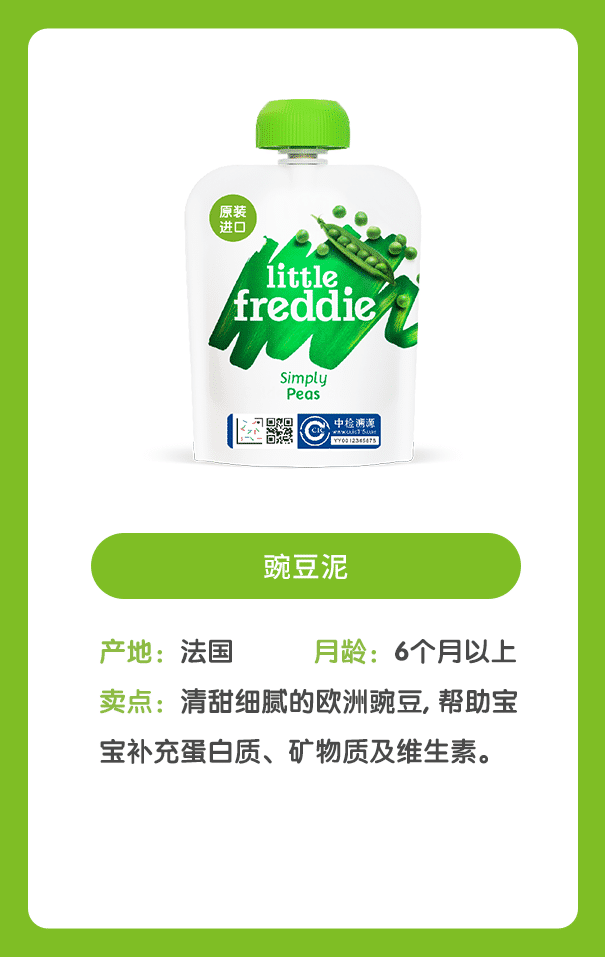 原装
进口
little
freddie
Simply
Peas
中检溯源
豌豆泥
产地：法国 月龄：6个月以上
卖点：清甜细腻的欧洲豌豆, 帮助宝
宝补充蛋白质、矿物质及维生素。